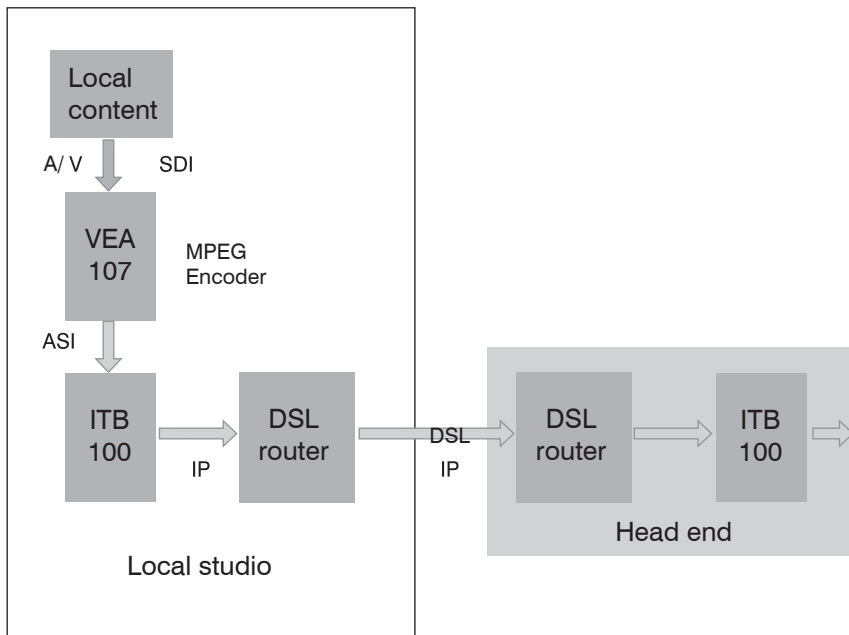 Local
content
A/ V
SDI
VEA
107
MPEG
Encoder
ASI
ITB
100
IP
DSL
router
DSL
IP
DSL
router
ITB
100
Head end
Local studio